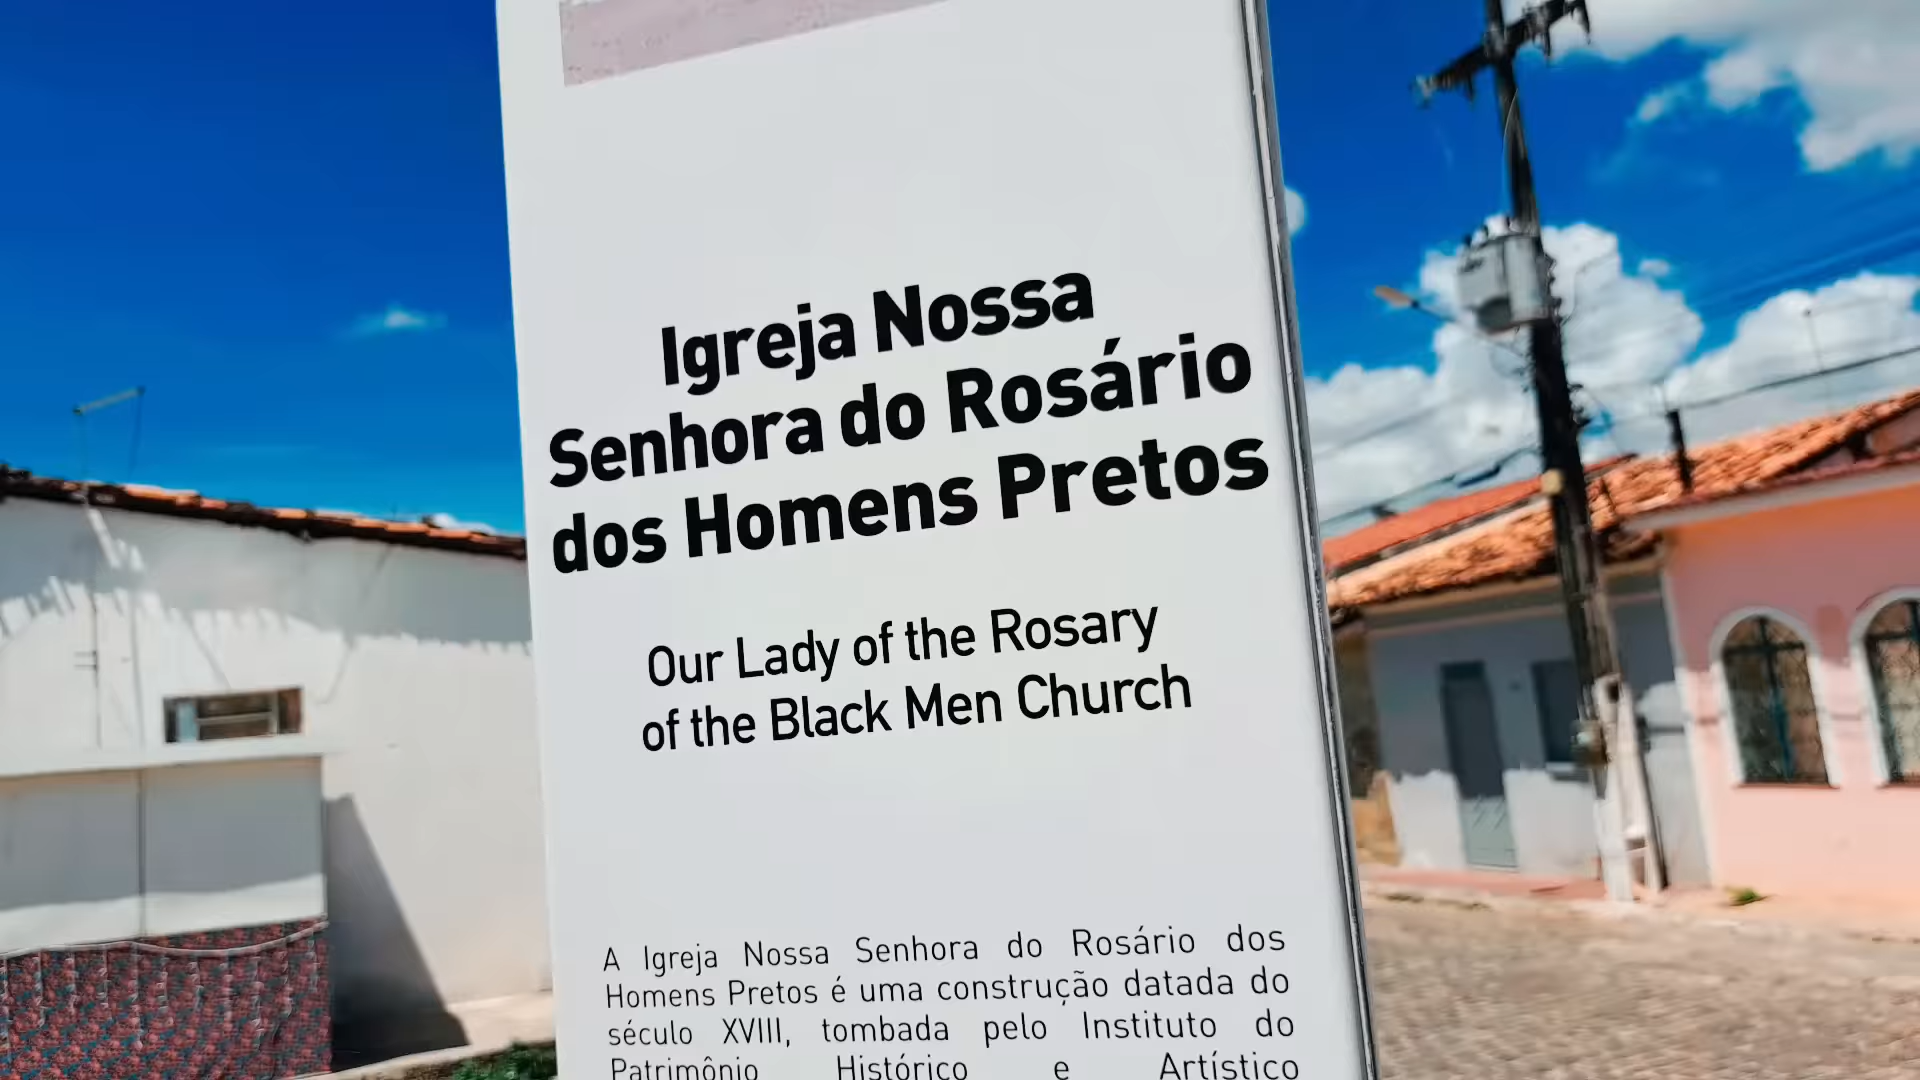 Igreja Nossa
Senhora do Rosário
dos Homens Pretos
Our Lady of the Rosary
of the Black Men Church
A Igreja Nossa Senhora do Rosário dos
Homens Pretos é uma construção datada do
século XVIII, tombada pelo Instituto do
Patrimônio Histórico e Artístico